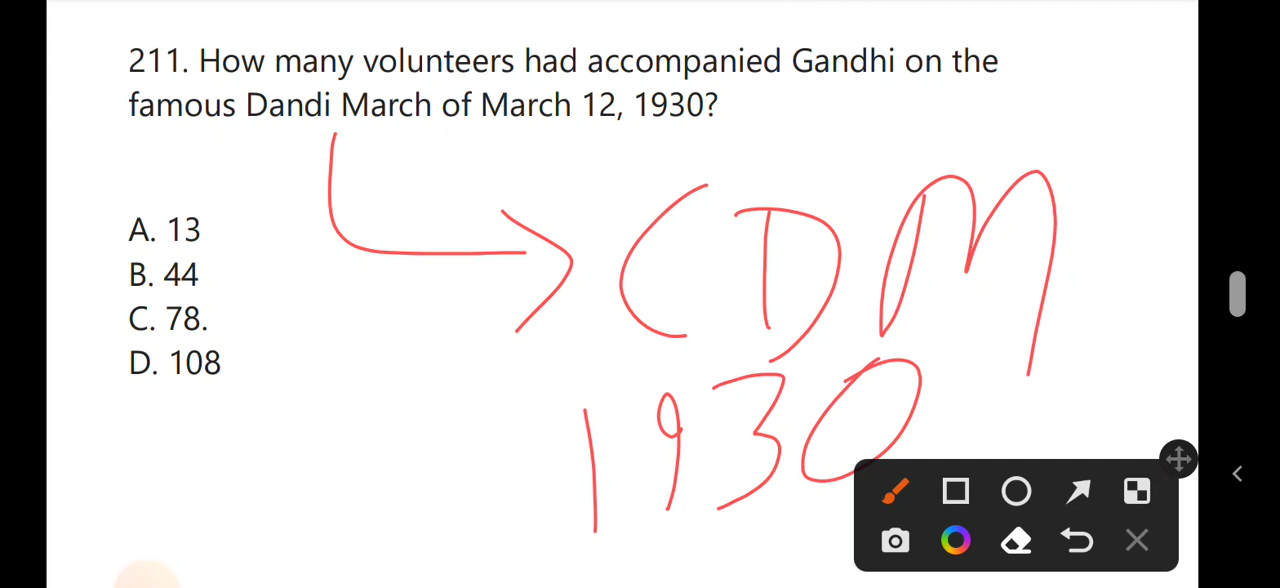 211. How many volunteers had accompanied Gandhi on the
famous Dandi March of March 12, 1930?
CDM
A. 13
B. 44
C. 78.
D. 108
1930